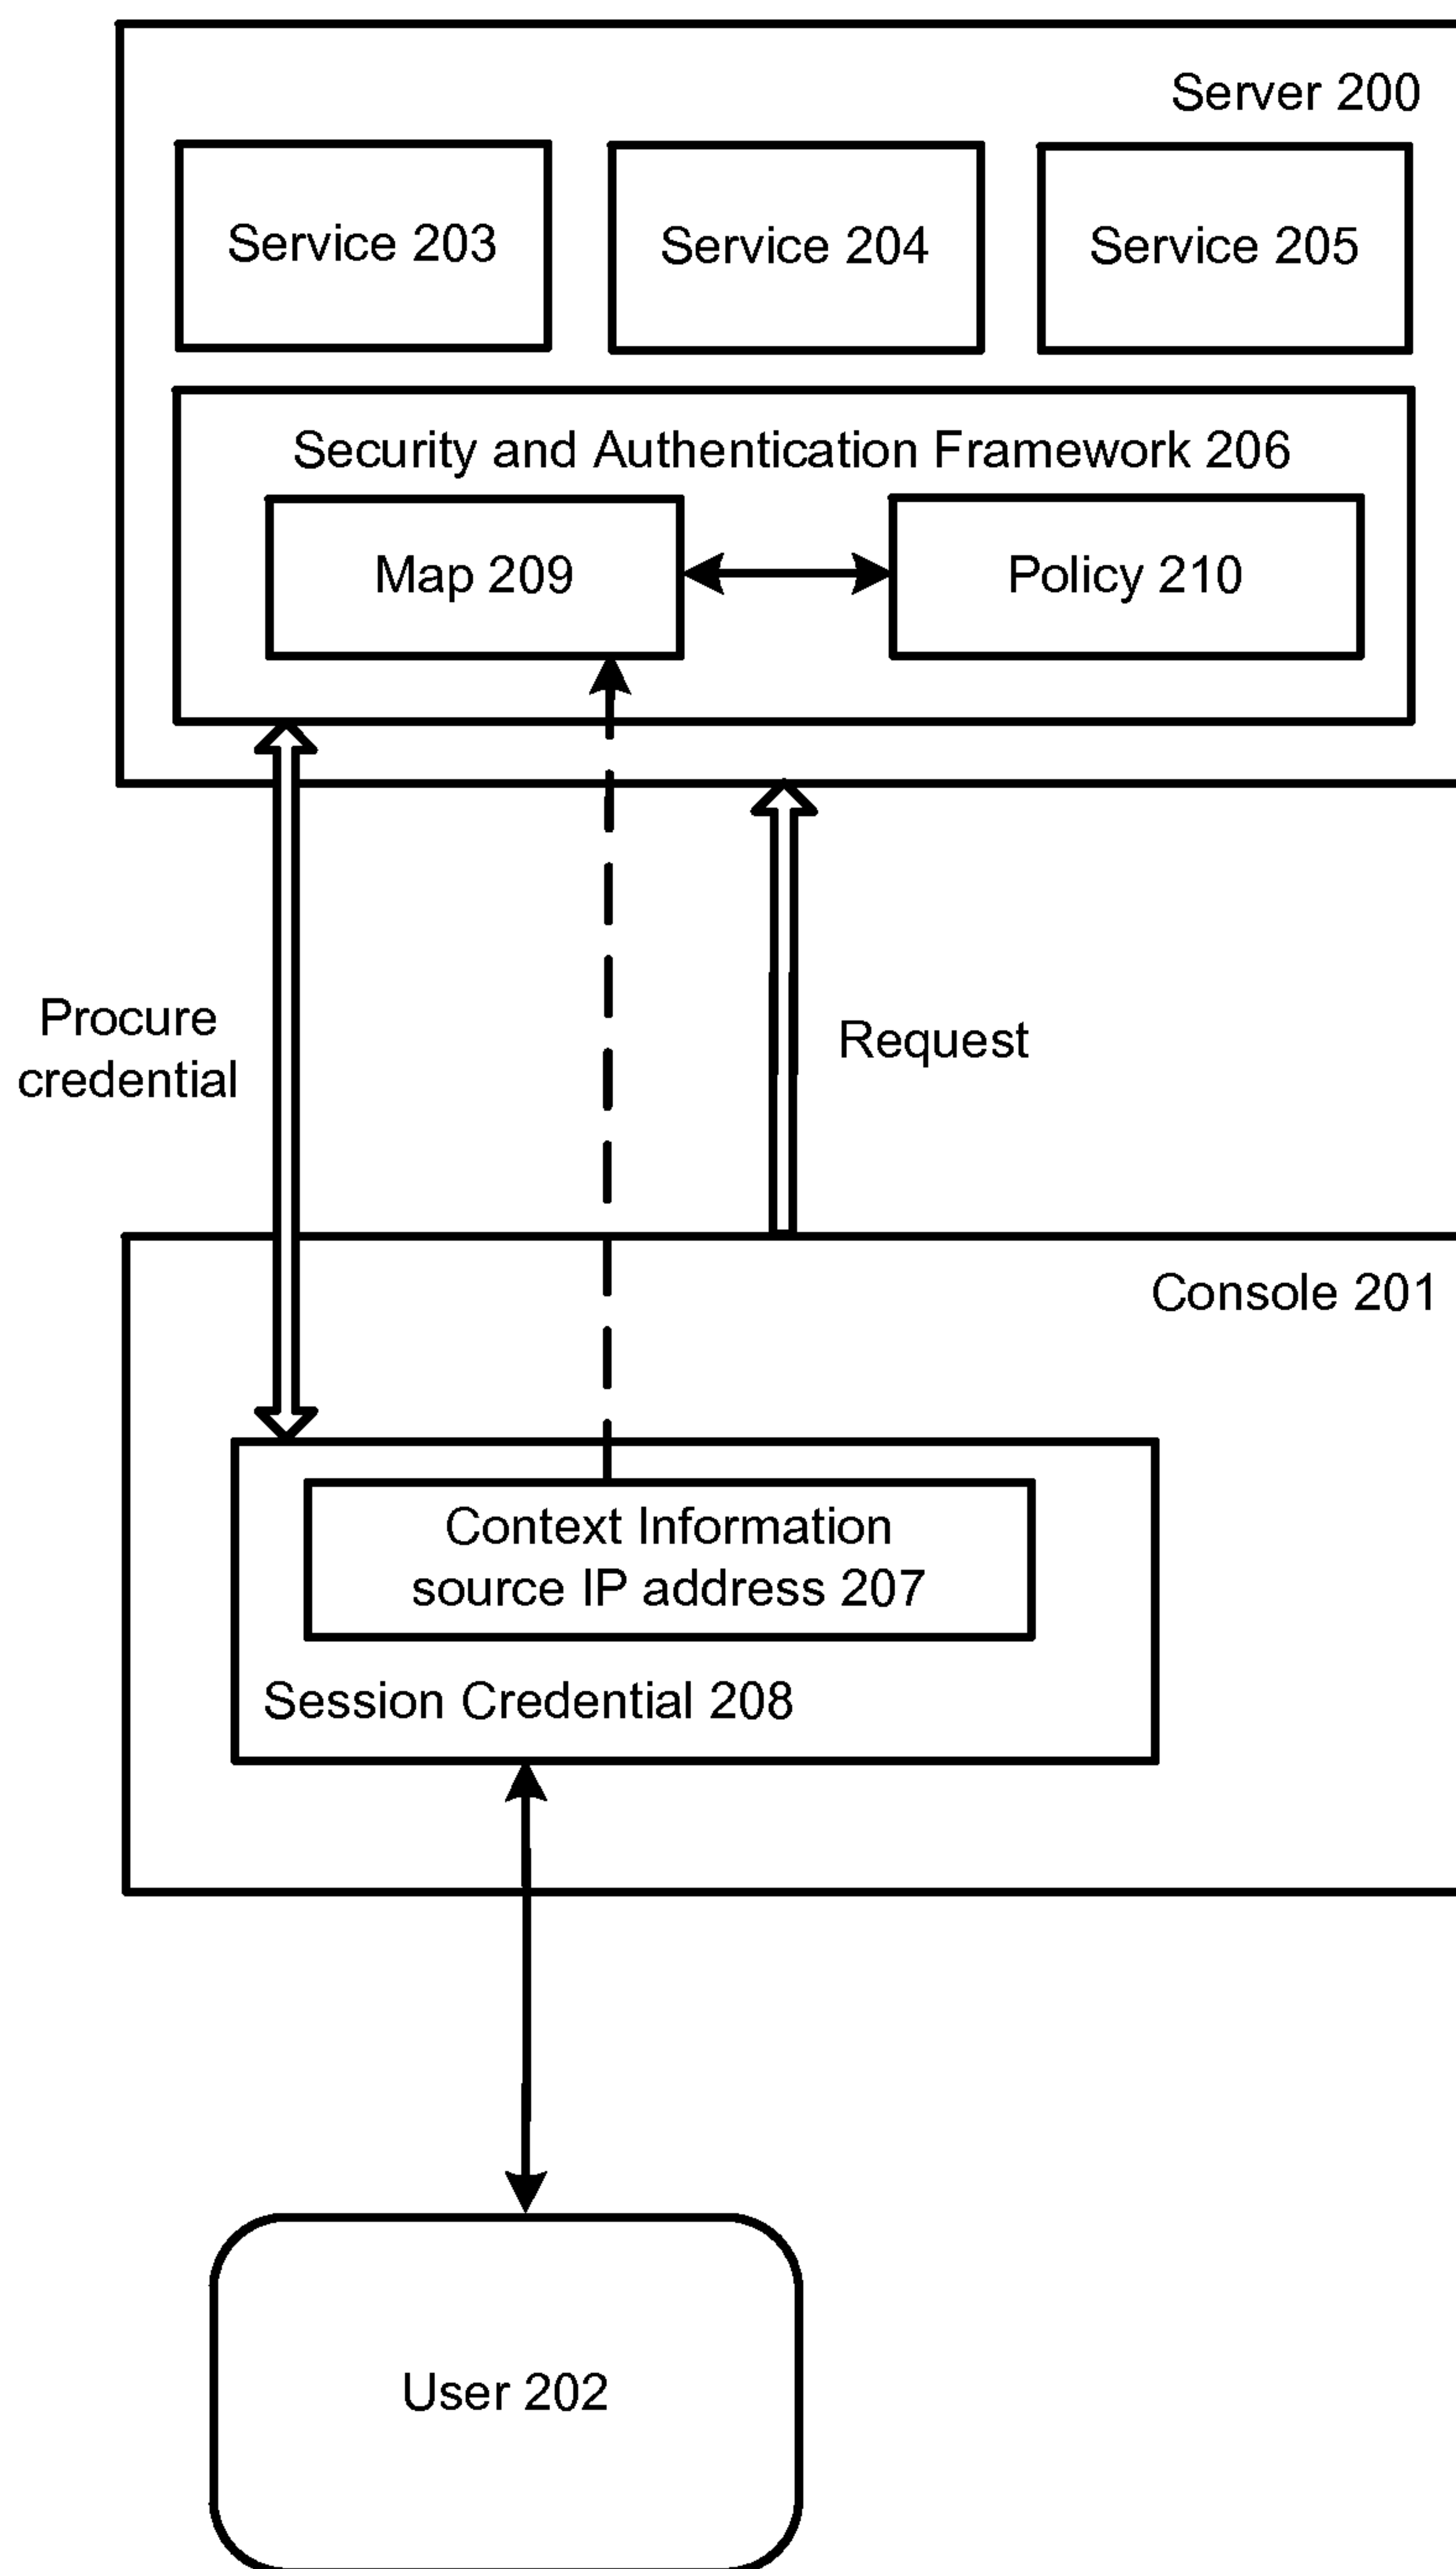 Server 200
Service 203
Service 204
Service 205
Security and Authentication Framework 206
Map 209
Policy 210
Procure
credential
Request
Console 201
Context Information
source IP address 207
Session Credential 208
User 202